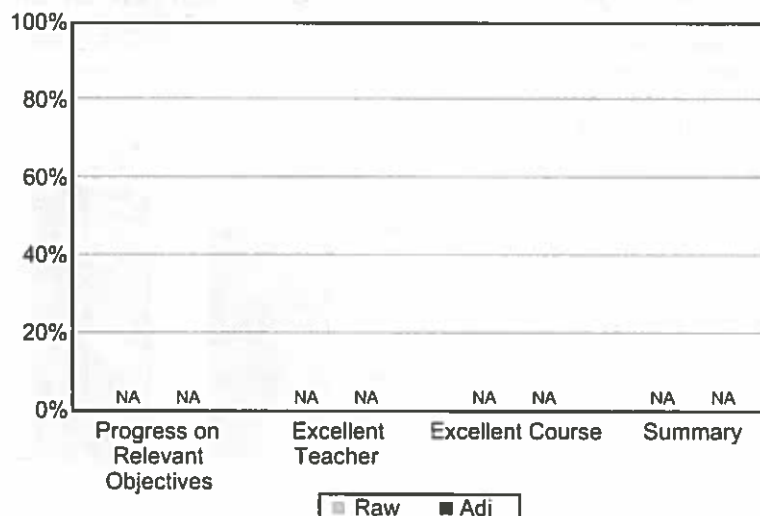 100%
80%
60%
40%
20%
0%
NA NA NA NA NA NA NA NA
Progress on Relevant Objectives
Excellent Teacher
Excellent Course
Summary
Raw Adj